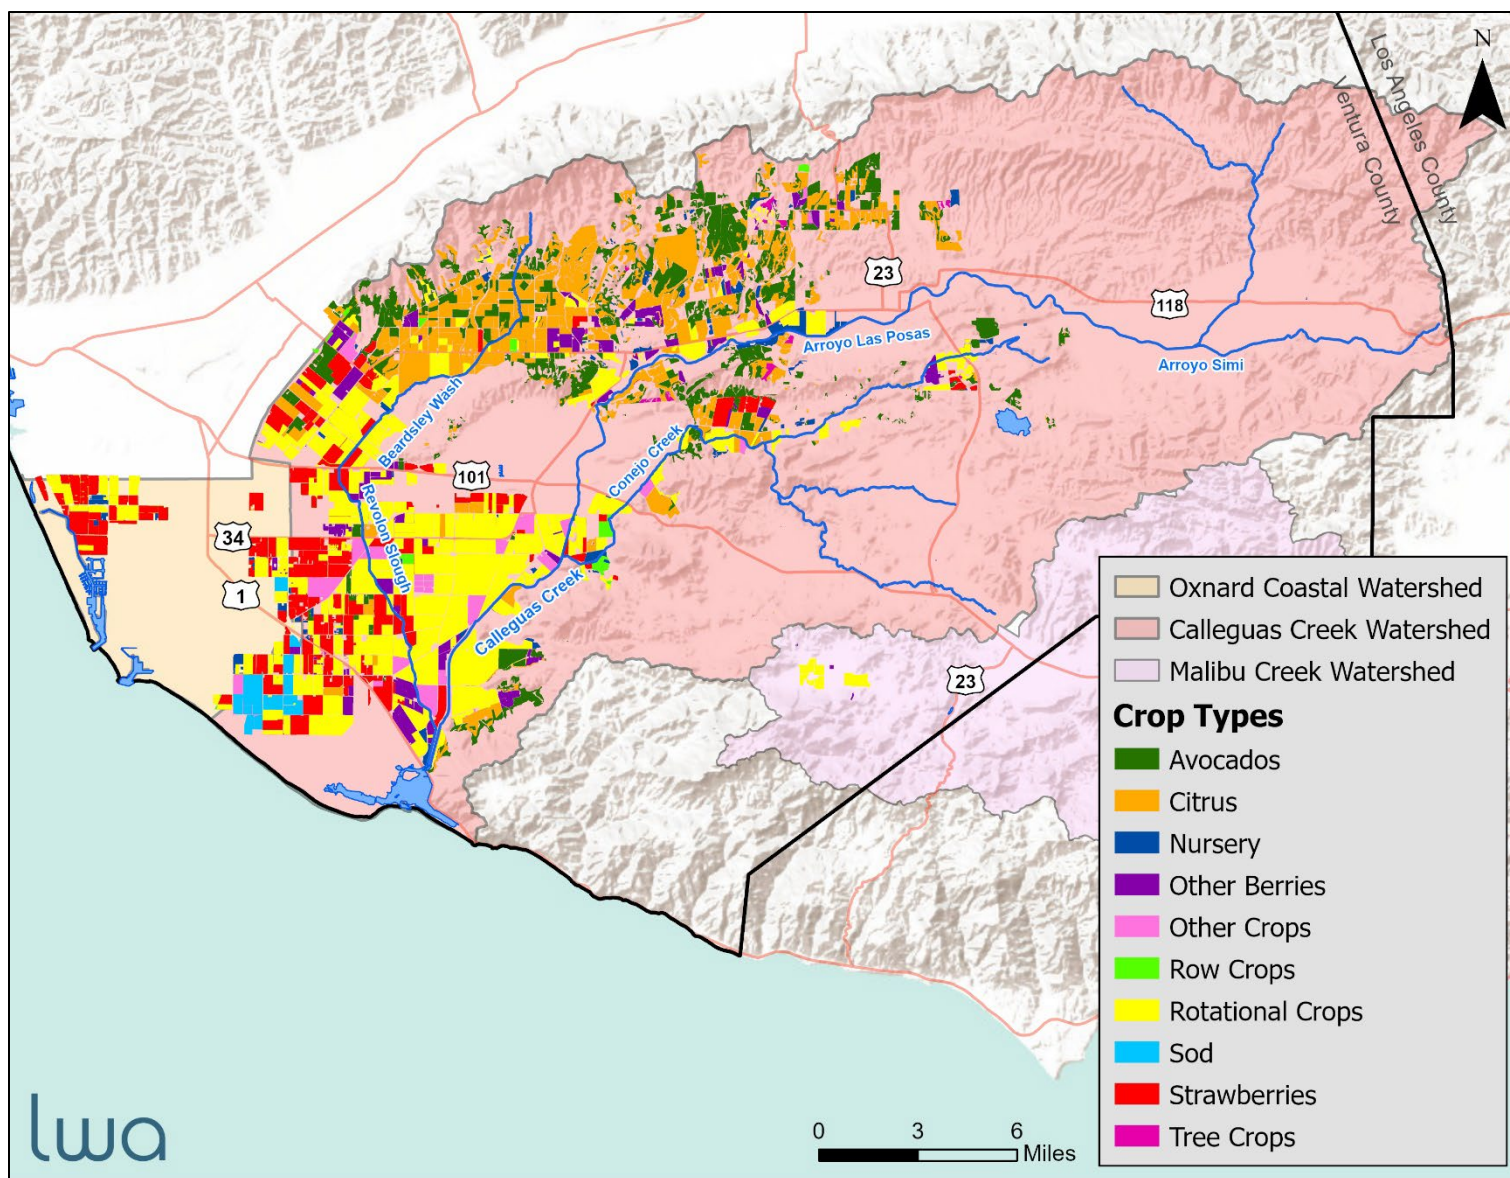 N
Los Angeles County
Ventura County
23
118
Arroyo Las Posas
Arroyo Simi
Beardsley Wash
Conejo Creek
101
Revolon Slough
34
1
Calleguas Creek
23
Oxnard Coastal Watershed
Calleguas Creek Watershed
Malibu Creek Watershed
Crop Types
Avocados
Citrus
Nursery
Other Berries
Other Crops
Row Crops
Rotational Crops
Sod
Strawberries
Tree Crops
lwa
0 3 6
Miles